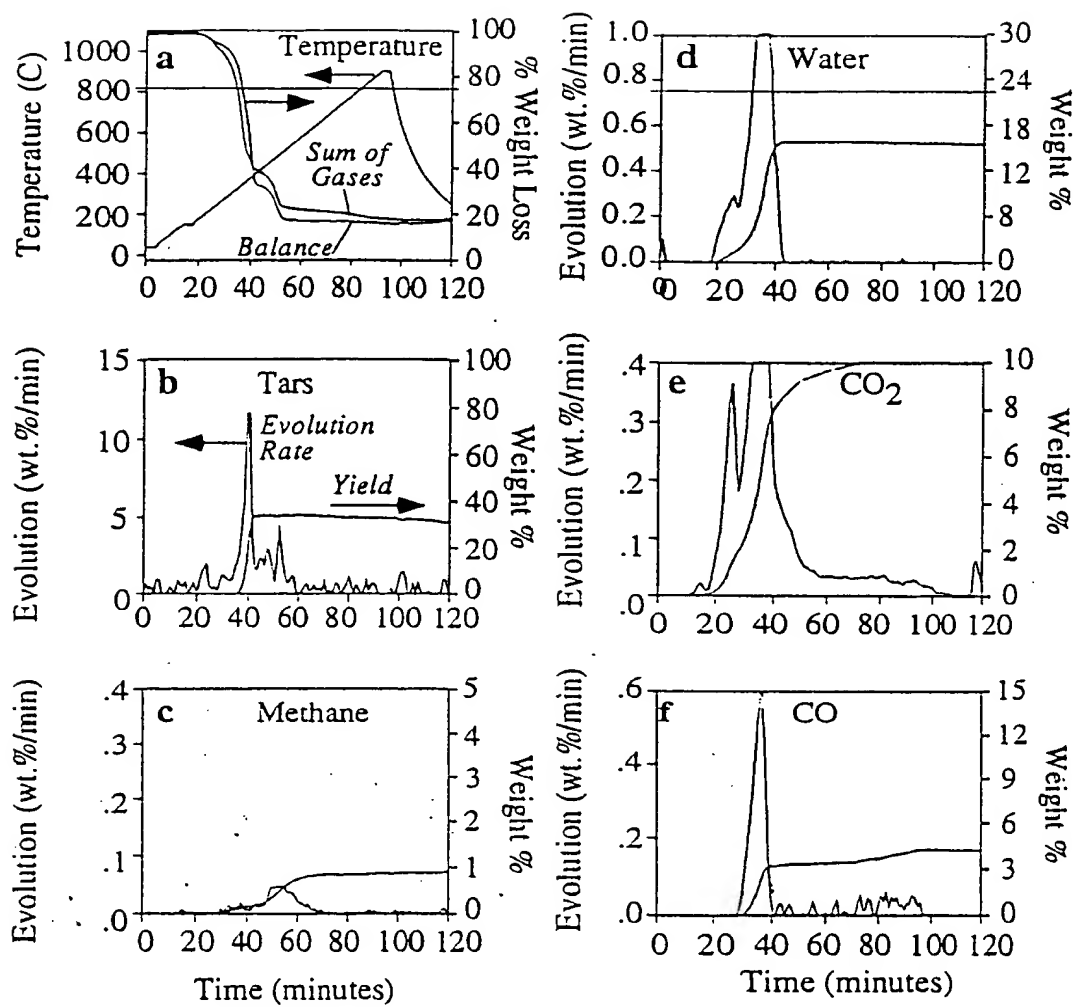 a
Temperature
Sum of
Gases
Balance
Temperature (C)
1000
800
600
400
200
0
% Weight Loss
100
80
60
40
20
0
0 20 40 60 80 100 120
d
Water
Evolution (wt.%/min)
1.0
0.8
0.6
0.4
0.2
0.0
Weight %
30
24
18
15
8
0
0 20 40 60 80 100 120
b
Tars
Evolution
Rate
Yield
Evolution (wt.%/min)
15
10
5
0
Weight %
100
80
60
40
20
0
0 20 40 60 80 100 120
e
CO2
Evolution (wt.%/min)
.4
.3
.2
.1
.0
Weight %
10
8
6
4
2
0
0 20 40 60 80 100 120
c
Methane
Evolution (wt.%/min)
.4
.3
.2
.1
.0
Weight %
5
4
3
2
1
0
0 20 40 60 80 100 120
Time (minutes)
f
CO
Evolution (wt.%/min)
.6
.4
.2
.0
Weight %
15
12
9
6
3
0
0 20 40 60 80 100 120
Time (minutes)